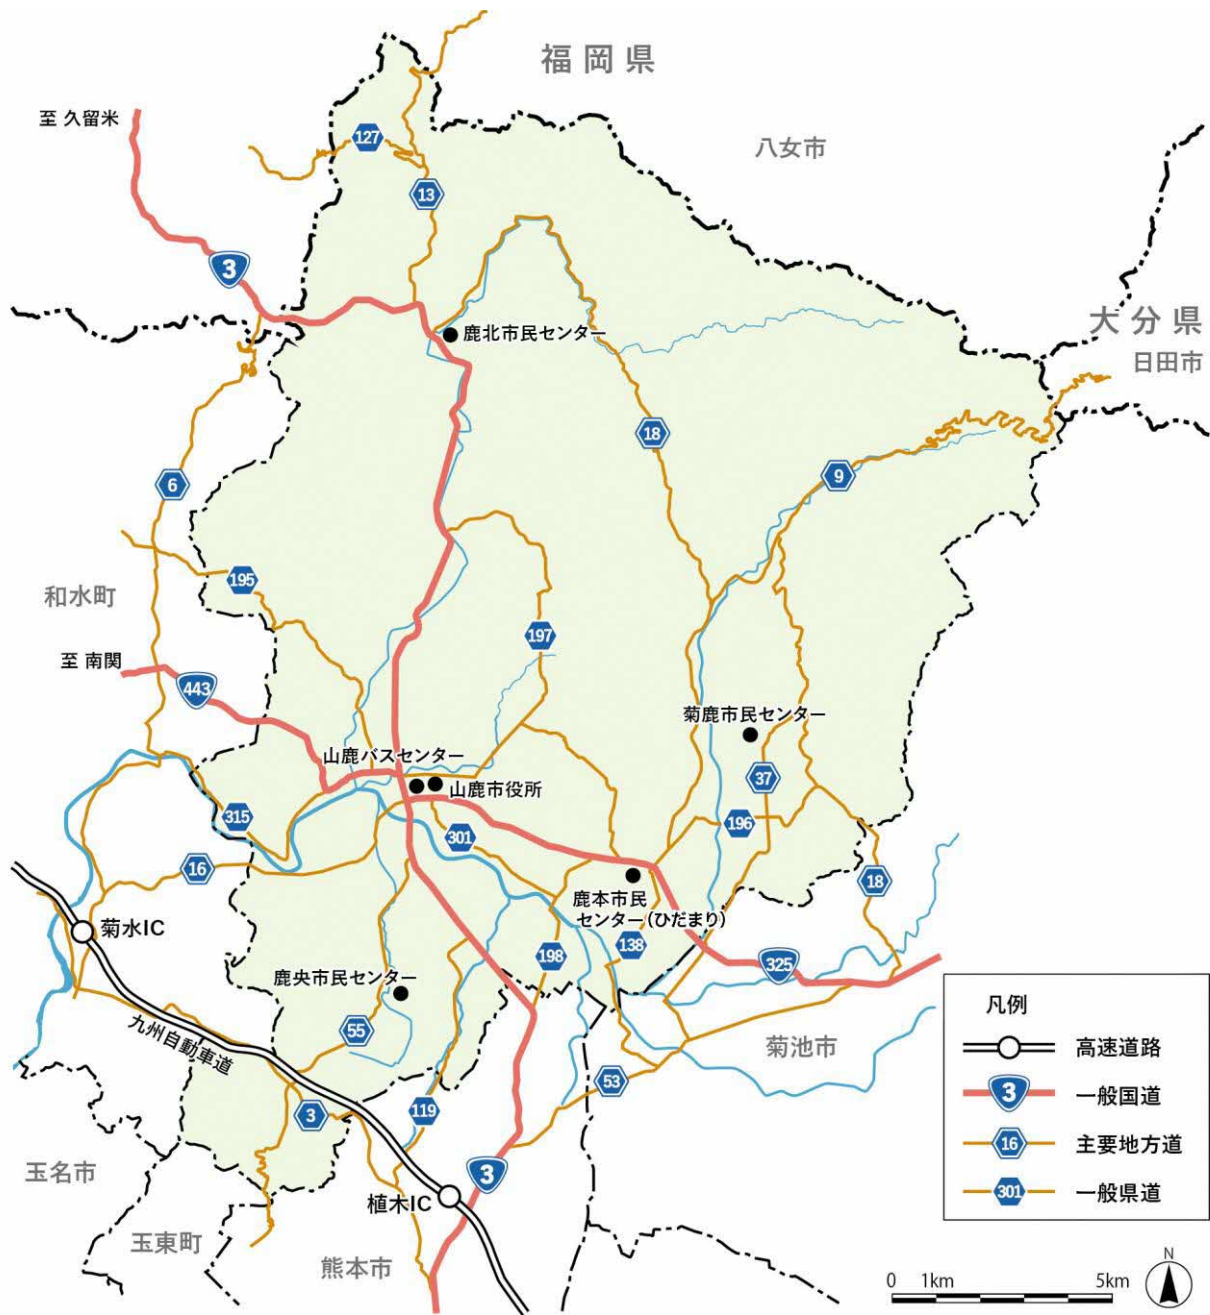 福岡県
至 久留米
127
八女市
13
3
大分県
鹿北市民センター
日田市
18
9
6
195
和水町
197
至 南関
443
菊鹿市民センター
山鹿バスセンター
37
山鹿市役所
315
196
301
16
18
鹿本市民
センター(ひだまり)
菊水IC
138
198
325
鹿央市民センター
凡例
九州自動車道
55
菊池市
高速道路
53
3
一般国道
119
3
16
主要地方道
玉名市
3
301
一般県道
植木IC
玉東町
熊本市
N
0 1km 5km